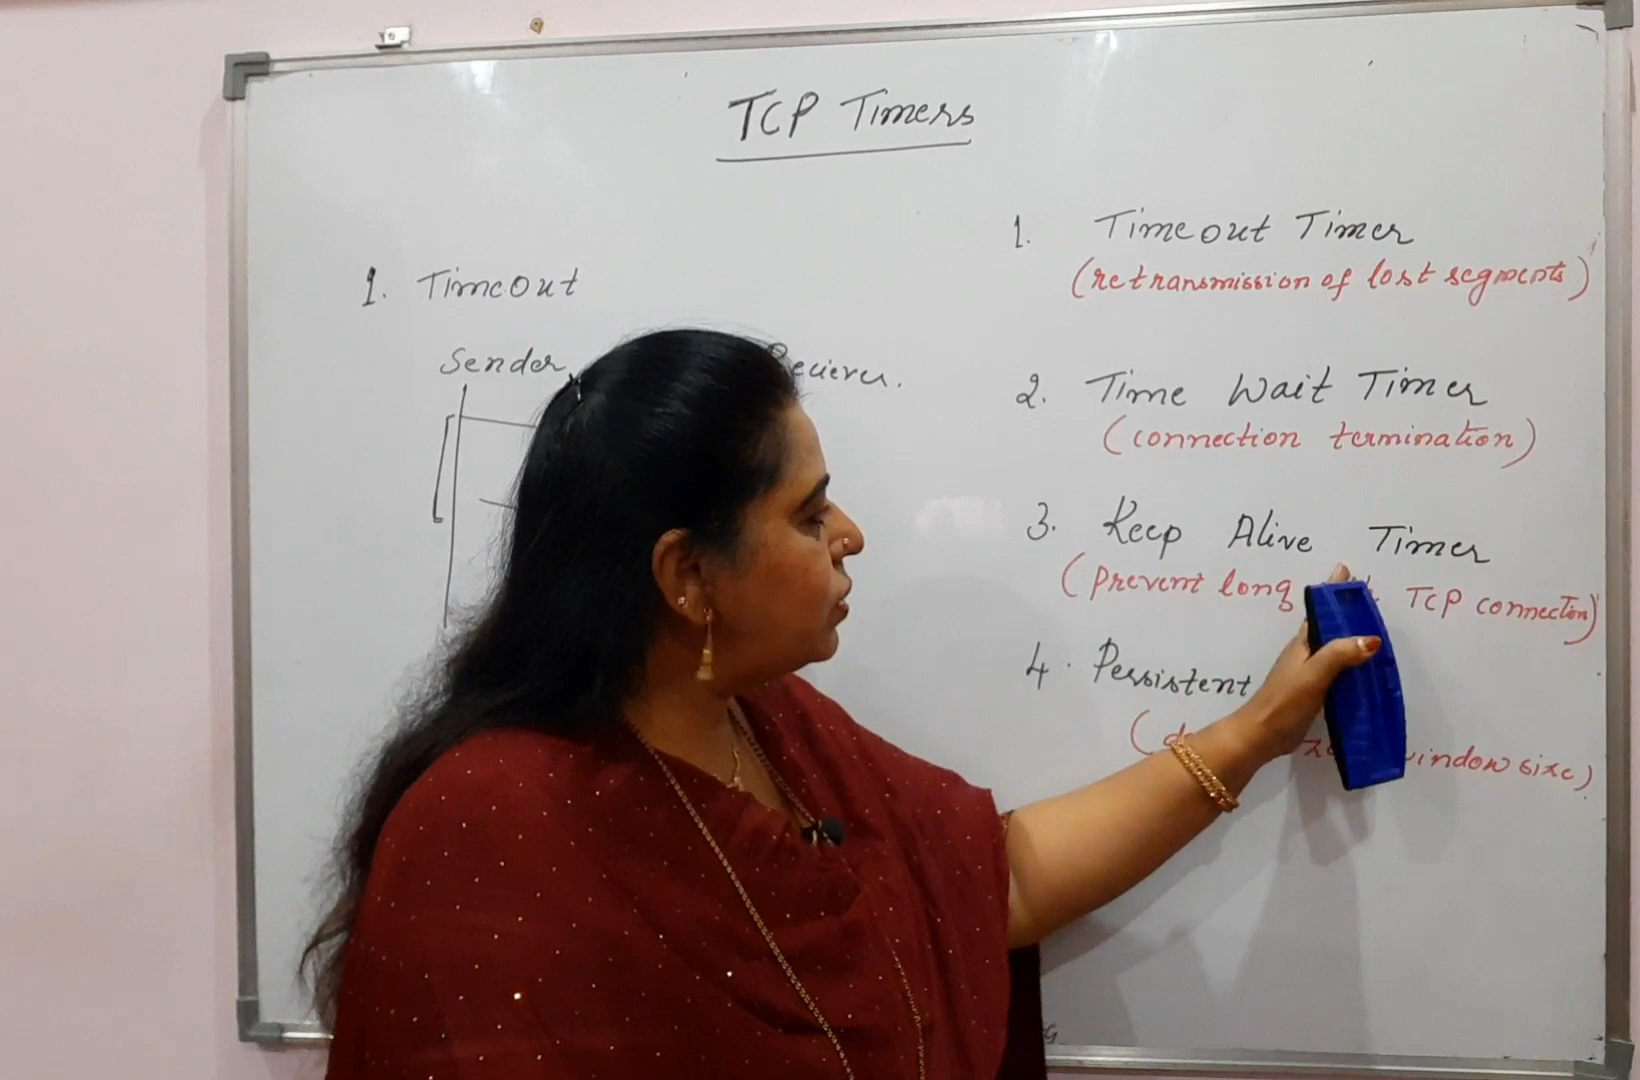 TCP Timers
1. Timeout
Sender
Reciever.
1. Timeout Timer
(retransmission of lost segments)
2. Time Wait Timer
(connection termination)
3. Keep Alive Timer
(Prevent long TCP connection)
4. Persistent
window size)